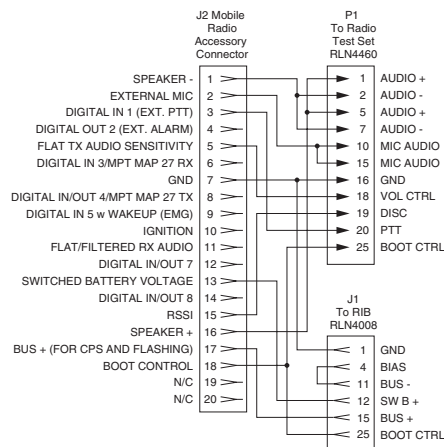 J2 Mobile
Radio
Accessory
Connector
P1
To Radio
Test Set
RLN4460
SPEAKER - 1
EXTERNAL MIC 2
DIGITAL IN 1 (EXT. PTT) 3
DIGITAL OUT 2 (EXT. ALARM) 4
FLAT TX AUDIO SENSITIVITY 5
DIGITAL IN 3/MPT MAP 27 RX 6
GND 7
DIGITAL IN/OUT 4/MPT MAP 27 TX 8
DIGITAL IN 5 w WAKEUP (EMG) 9
IGNITION 10
FLAT/FILTERED RX AUDIO 11
DIGITAL IN/OUT 7 12
SWITCHED BATTERY VOLTAGE 13
DIGITAL IN/OUT 8 14
RSSI 15
SPEAKER + 16
BUS + (FOR CPS AND FLASHING) 17
BOOT CONTROL 18
N/C 19
N/C 20
1 AUDIO +
2 AUDIO -
5 AUDIO +
7 AUDIO -
10 MIC AUDIO
15 MIC AUDIO
16 GND
18 VOL CTRL
19 DISC
20 PTT
25 BOOT CTRL
J1
To RIB
RLN4008
1 GND
4 BIAS
11 BUS -
12 SW B +
15 BUS +
25 BOOT CTRL